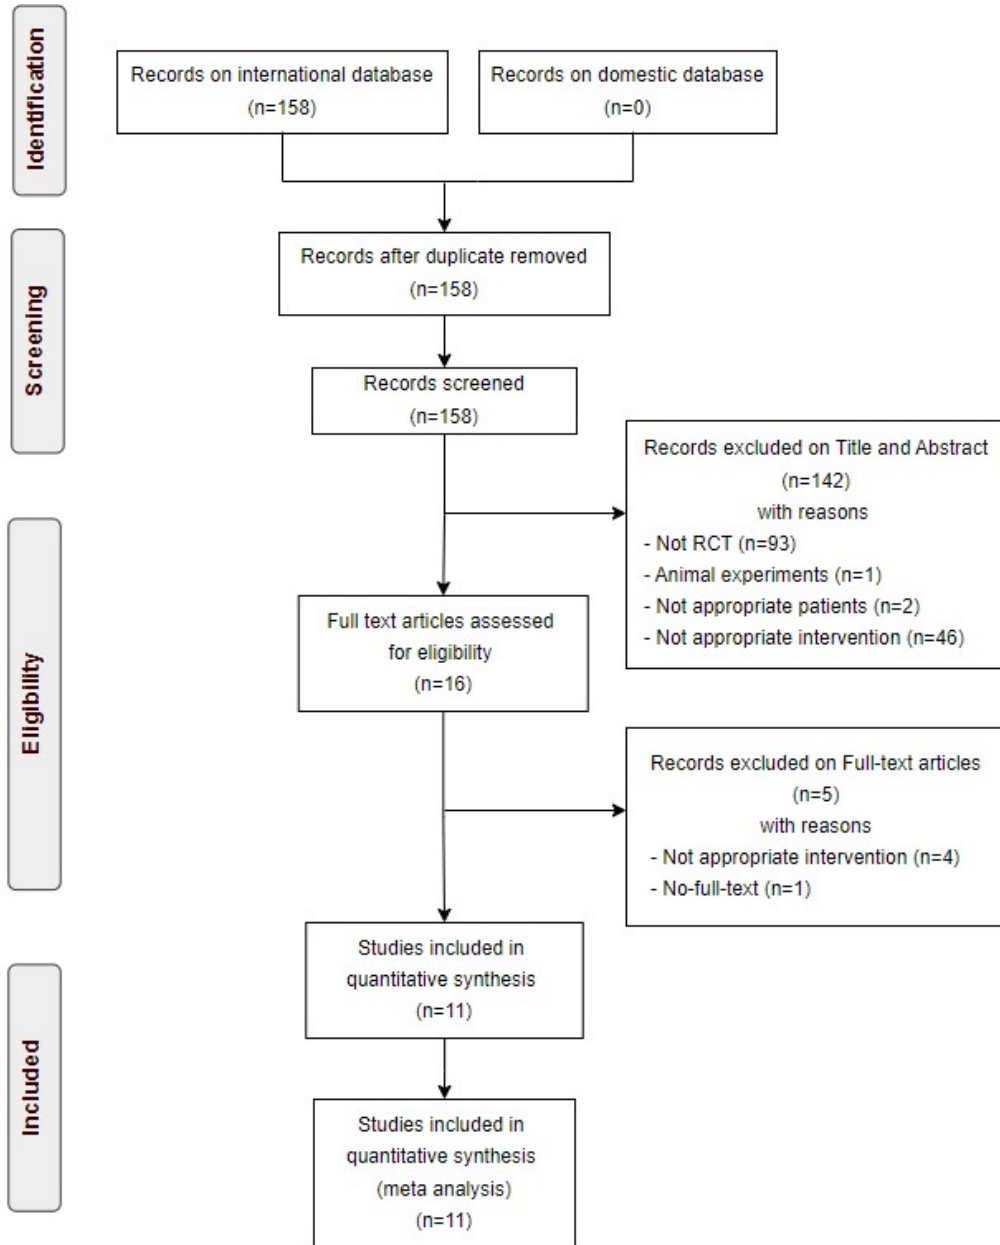 Identification
Records on international database
(n=158)
Records on domestic database
(n=0)
Screening
Records after duplicate removed
(n=158)
Records screened
(n=158)
Records excluded on Title and Abstract
(n=142)
with reasons
- Not RCT (n=93)
- Animal experiments (n=1)
- Not appropriate patients (n=2)
- Not appropriate intervention (n=46)
Eligibility
Full text articles assessed
for eligibility
(n=16)
Records excluded on Full-text articles
(n=5)
with reasons
- Not appropriate intervention (n=4)
- No-full-text (n=1)
Included
Studies included in
quantitative synthesis
(n=11)
Studies included in
quantitative synthesis
(meta analysis)
(n=11)